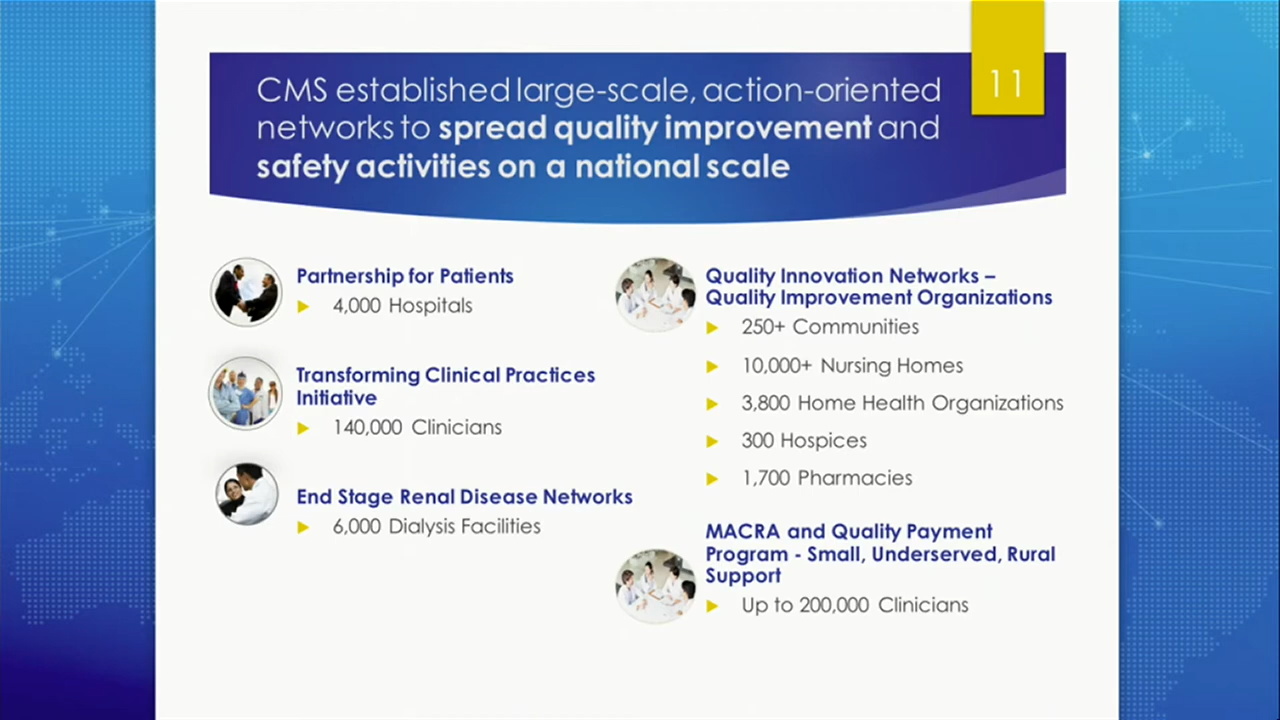 11
CMS established large-scale, action-oriented
networks to spread quality improvement and
safety activities on a national scale
Partnership for Patients
4,000 Hospitals
Transforming Clinical Practices
Initiative
140,000 Clinicians
End Stage Renal Disease Networks
6,000 Dialysis Facilities
Quality Innovation Networks –
Quality Improvement Organizations
250+ Communities
10,000+ Nursing Homes
3,800 Home Health Organizations
300 Hospices
1,700 Pharmacies
MACRA and Quality Payment
Program - Small, Underserved, Rural
Support
Up to 200,000 Clinicians